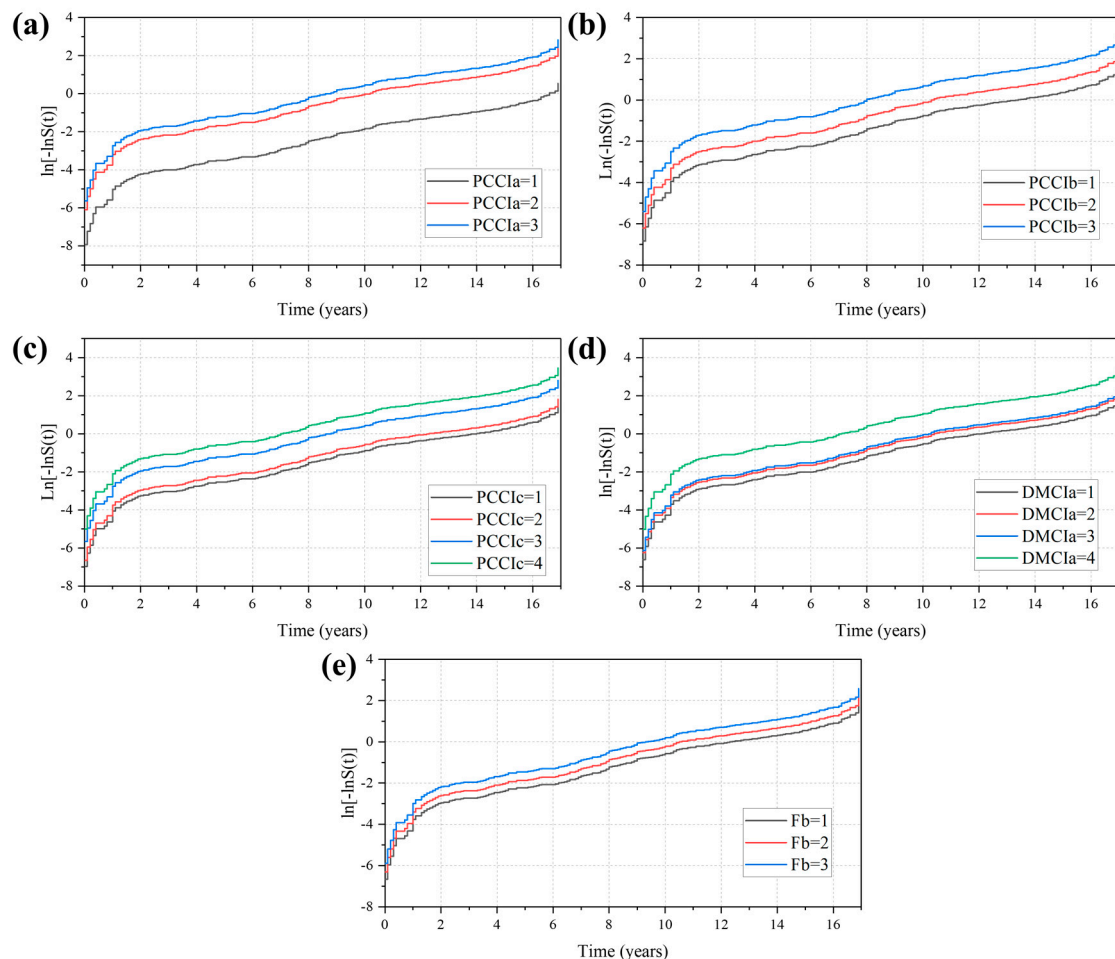 (a)
ln[-lnS(t)]
4
2
0
-2
-4
-6
-8
PCCIa=1
PCCIa=2
PCCIa=3
0 2 4 6 8 10 12 14 16
Time (years)
(b)
Ln(-lnS(t))
4
2
0
-2
-4
-6
-8
PCCIb=1
PCCIb=2
PCCIb=3
0 2 4 6 8 10 12 14 16
Time (years)
(c)
Ln[-lnS(t)]
4
2
0
-2
-4
-6
-8
PCCIc=1
PCCIc=2
PCCIc=3
PCCIc=4
0 2 4 6 8 10 12 14 16
Time (years)
(d)
ln[-lnS(t)]
4
2
0
-2
-4
-6
-8
DMCIa=1
DMCIa=2
DMCIa=3
DMCIa=4
0 2 4 6 8 10 12 14 16
Time (years)
(e)
ln[-lnS(t)]
4
2
0
-2
-4
-6
-8
Fb=1
Fb=2
Fb=3
0 2 4 6 8 10 12 14 16
Time (years)